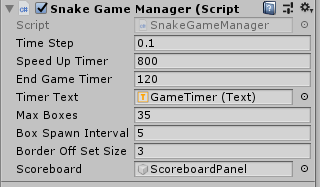 Snake Game Manager (Script
Script SnakeGameManager
Time Step 0.1
Speed Up Timer 800
End Game Timer 120
Timer Text GameTimer (Text)
Max Boxes 35
Box Spawn Interval 5
Border Off Set Size 3
Scoreboard ScoreboardPanel